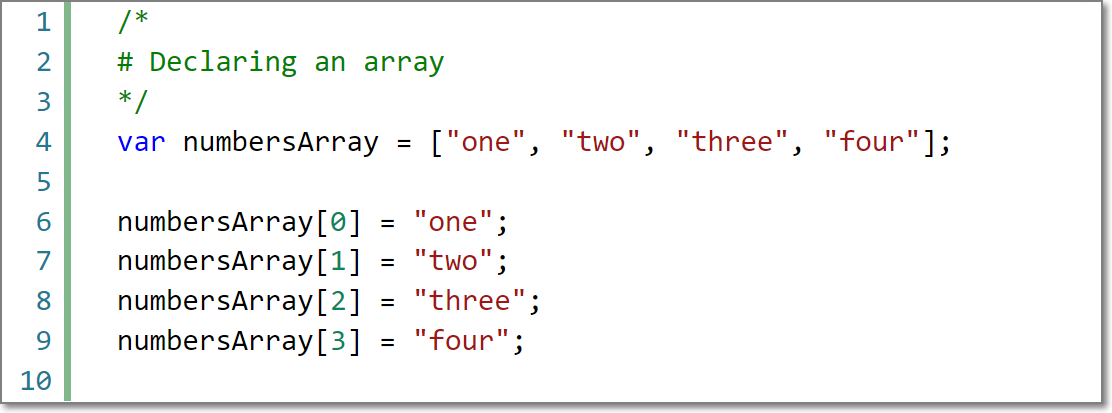 1 /*
2 # Declaring an array
3 */
4 var numbersArray = ["one", "two", "three", "four"];
5
6 numbersArray[0] = "one";
7 numbersArray[1] = "two";
8 numbersArray[2] = "three";
9 numbersArray[3] = "four";
10